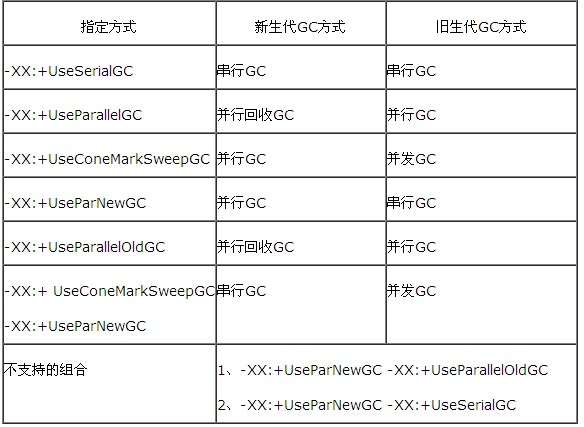 指定方式 新生代GC方式 旧生代GC方式
-XX:+UseSerialGC 串行GC 串行GC
-XX:+UseParallelGC 并行回收GC 并行GC
-XX:+UseConeMarkSweepGC 并行GC 并发GC
-XX:+UseParNewGC 并行GC 串行GC
-XX:+UseParallelOldGC 并行回收GC 并行GC
-XX:+ UseConeMarkSweepGC 串行GC 并发GC
-XX:+UseParNewGC
不支持的组合 1、-XX:+UseParNewGC -XX:+UseParallelOldGC
2、-XX:+UseParNewGC -XX:+UseSerialGC